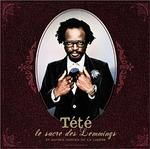 Tété
le sacre des Lemmings
et autres contes de la lisière